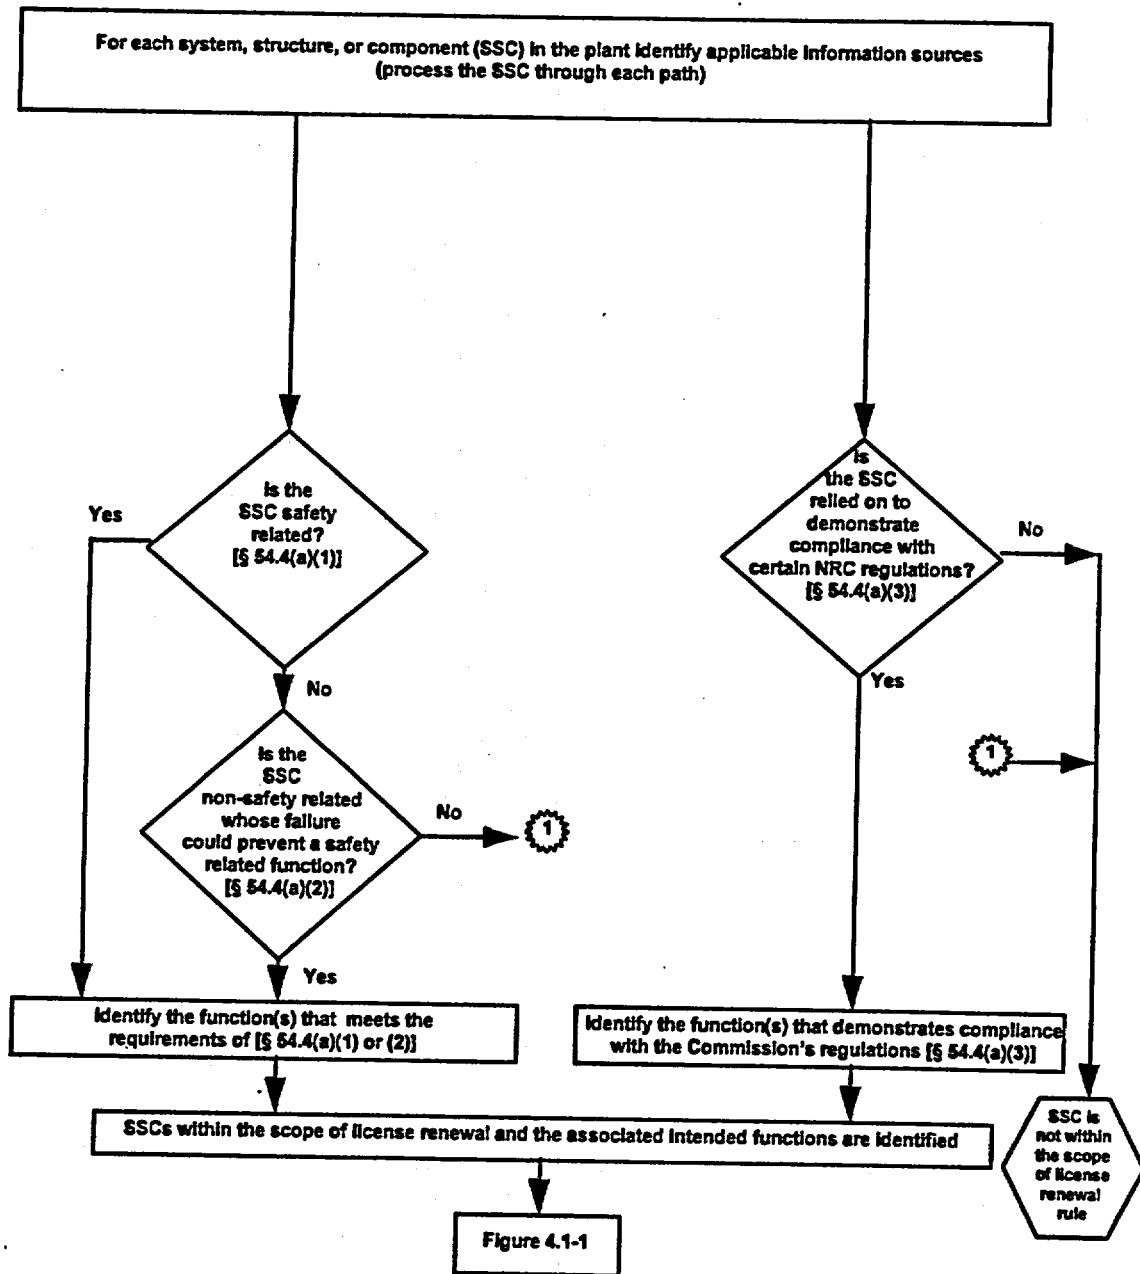 For each system, structure, or component (SSC) in the plant identify applicable information sources
(process the SSC through each path)
Is the
SSC safety
related?
[§ 54.4(a)(1)]
Yes
No
Is
the SSC
relied on to
demonstrate
compliance with
certain NRC regulations?
[§ 54.4(a)(3)]
No
Yes
1
Is the
SSC
non-safety related
whose failure
could prevent a safety
related function?
[§ 54.4(a)(2)]
No
1
Yes
Identify the function(s) that meets the
requirements of [§ 54.4(a)(1) or (2)]
Identify the function(s) that demonstrates compliance
with the Commission's regulations [§ 54.4(a)(3)]
SSCs within the scope of license renewal and the associated intended functions are identified
SSC is
not within
the scope
of license
renewal
rule
Figure 4.1-1